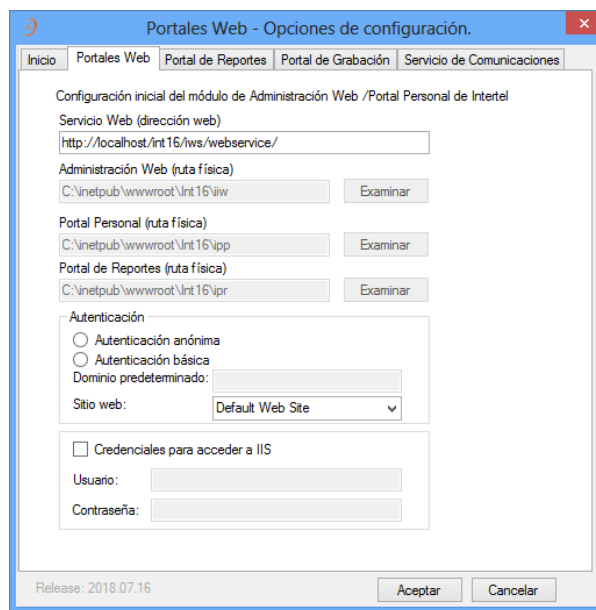 Portales Web - Opciones de configuración.
Inicio Portales Web Portal de Reportes Portal de Grabación Servicio de Comunicaciones
Configuración inicial del módulo de Administración Web /Portal Personal de Intertel
Servicio Web (dirección web)
http://localhost/int16/iws/webservice/
Administración Web (ruta física)
C:\inetpub\wwwroot\Int16\iiw Examinar
Portal Personal (ruta física)
C:\inetpub\wwwroot\Int16\ipp Examinar
Portal de Reportes (ruta física)
C:\inetpub\wwwroot\Int16\ipr Examinar
Autenticación
Autenticación anónima
Autenticación básica
Dominio predeterminado:
Sitio web: Default Web Site
Credenciales para acceder a IIS
Usuario:
Contraseña:
Release: 2018.07.16 Aceptar Cancelar